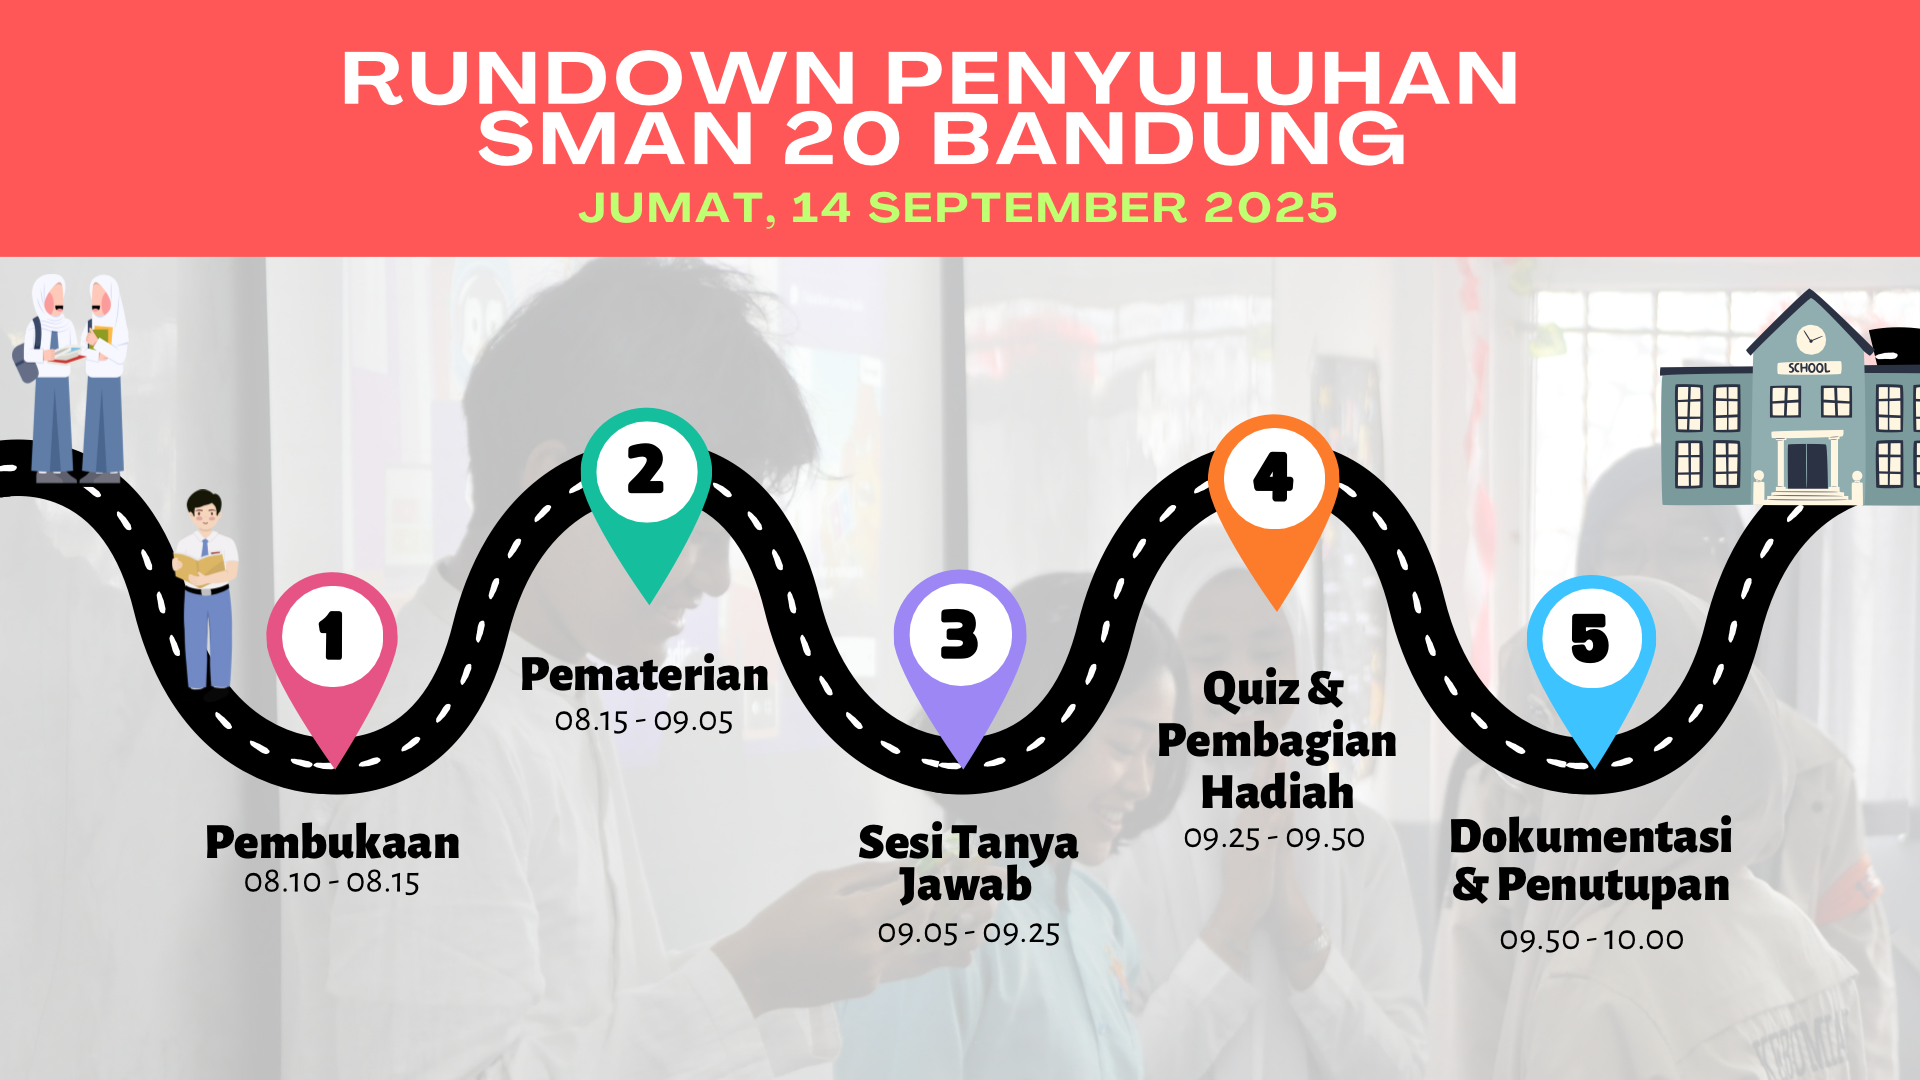 RUNDOWN PENYULUHAN
SMAN 20 BANDUNG
JUMAT, 14 SEPTEMBER 2025
SCHOOL
1
Pembukaan
08.10 - 08.15
2
Pematerian
08.15 - 09.05
3
Sesi Tanya
Jawab
09.05 - 09.25
4
Quiz &
Pembagian
Hadiah
09.25 - 09.50
5
Dokumentasi
& Penutupan
09.50 - 10.00